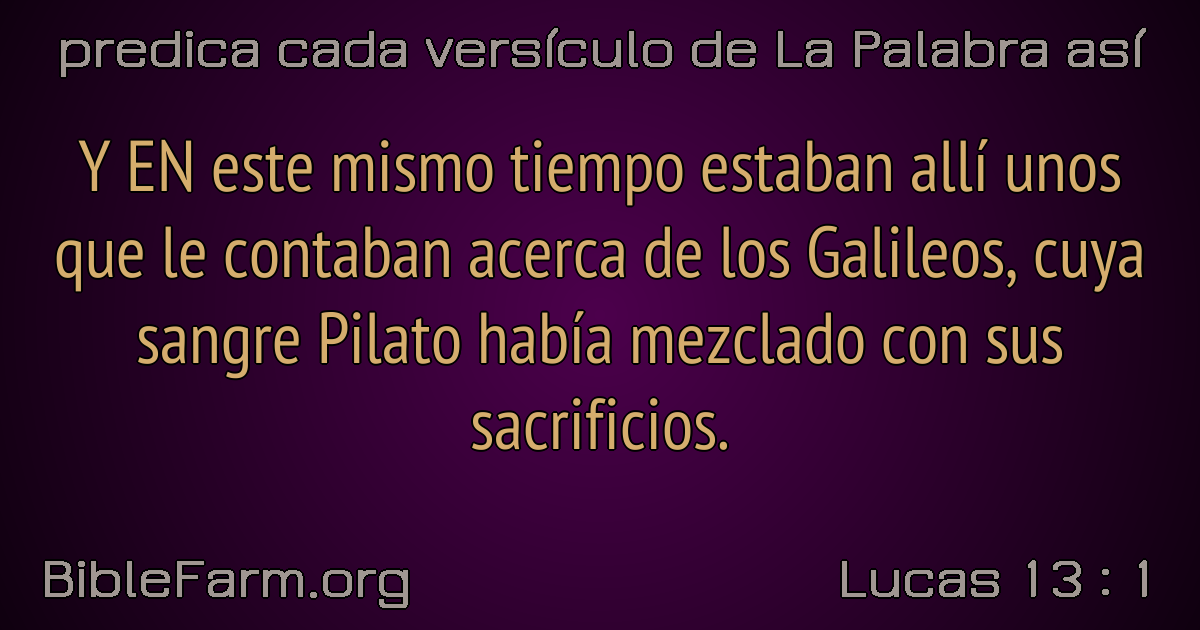 predica cada versículo de La Palabra así
Y EN este mismo tiempo estaban allí unos
que le contaban acerca de los Galileos, cuya
sangre Pilato había mezclado con sus
sacrificios.
BibleFarm.org
Lucas 13 : 1